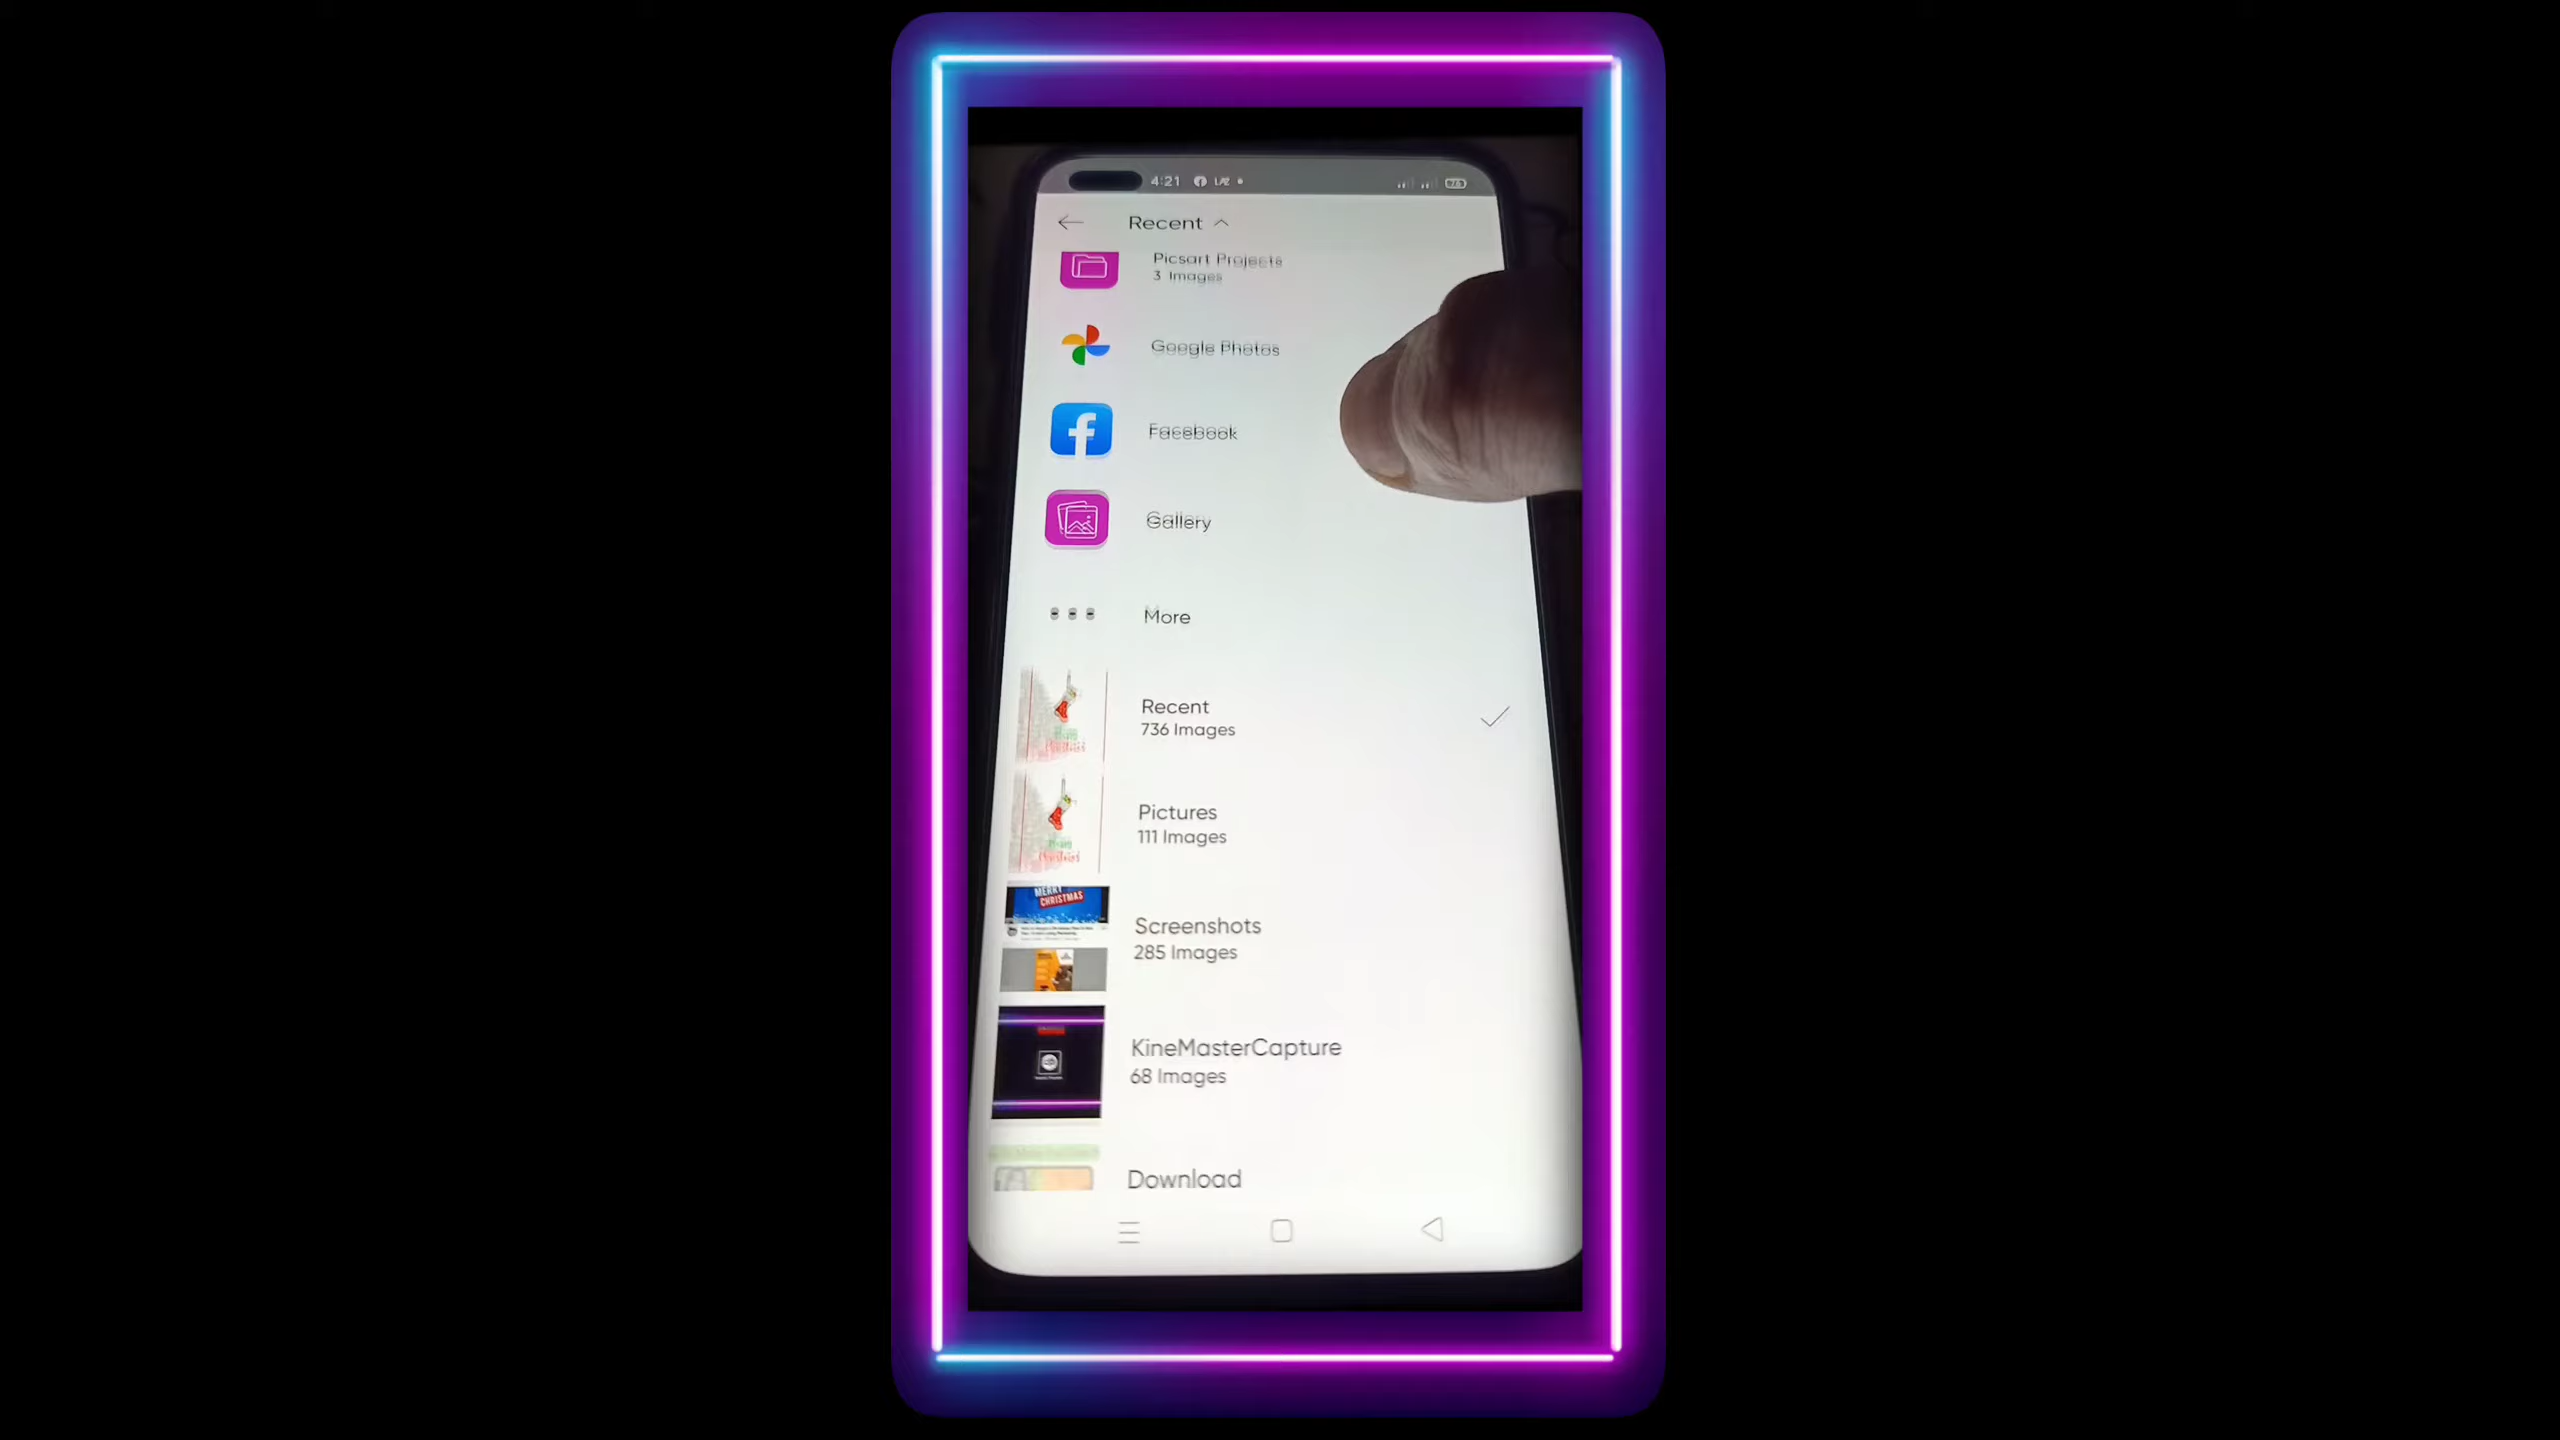 4:21
Recent
Picsart Projects
3 Images
Google Photos
Facebook
Gallery
More
Recent
736 Images
Pictures
111 Images
MERRY
CHRISTMAS
Screenshots
285 Images
KineMasterCapture
68 Images
Download